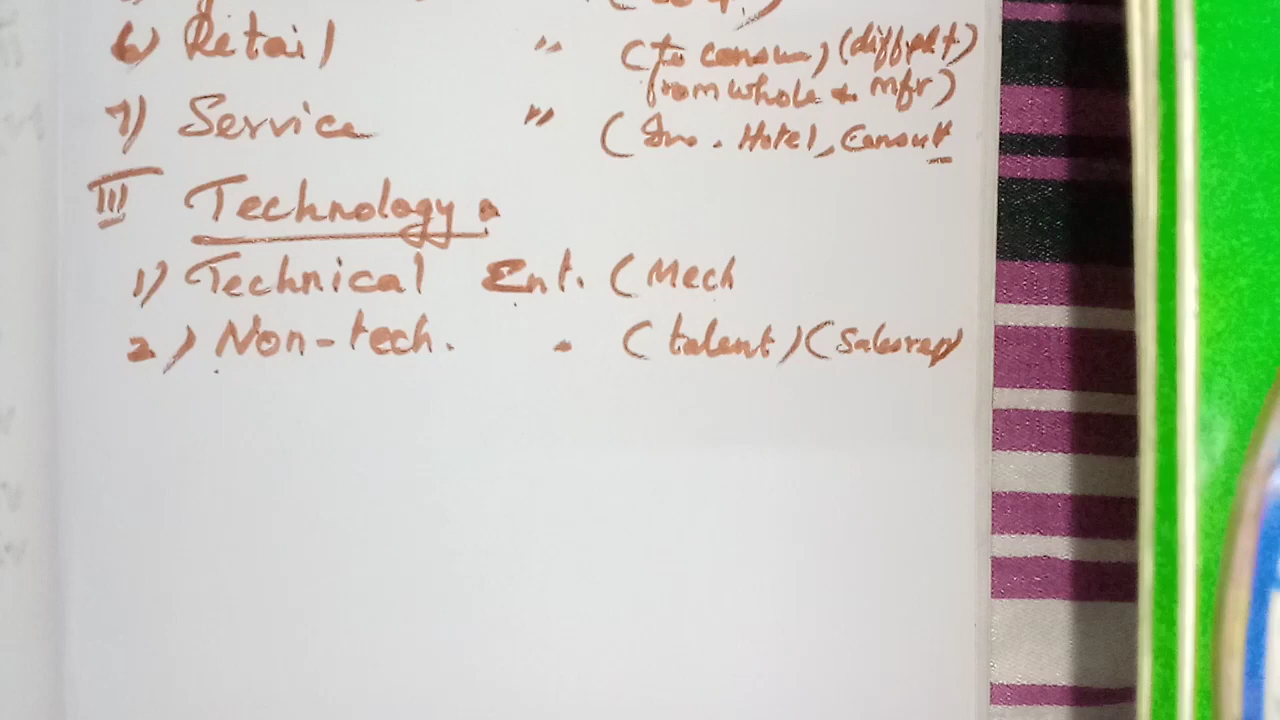 6) Retail " (to consum) (diff pdt)
from whole & mfr)
7) Service " ( . Hotel, Consult
III Technology
1) Technical Ent. (Mech
2) Non-tech. " (talent) (Salesrep)